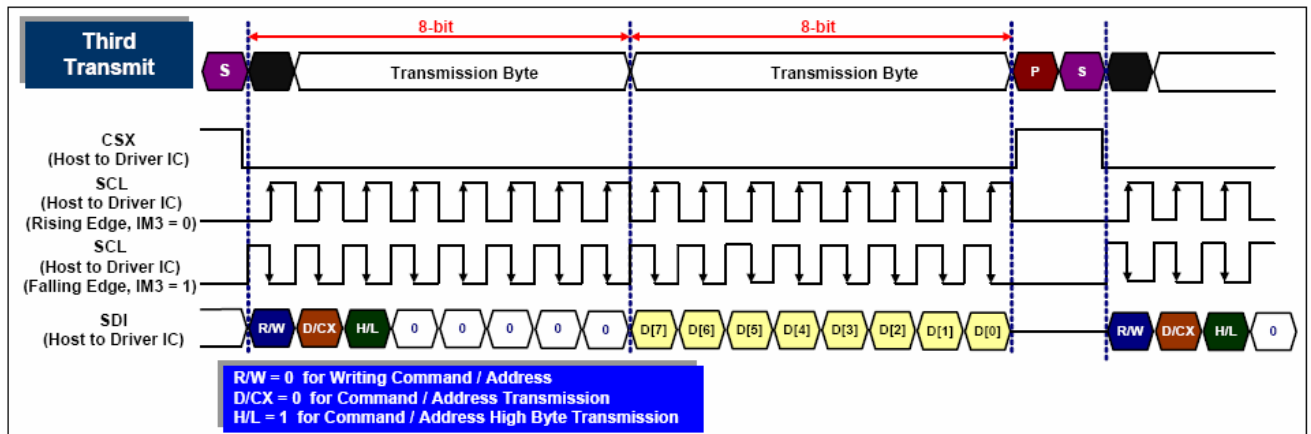 Third
Transmit
8-bit 8-bit
S Transmission Byte Transmission Byte P S
CSX
(Host to Driver IC)
SCL
(Host to Driver IC)
(Rising Edge, IM3 = 0)
SCL
(Host to Driver IC)
(Falling Edge, IM3 = 1)
SDI
(Host to Driver IC)
R/W D/CX H/L 0 0 0 0 0 D[7] D[6] D[5] D[4] D[3] D[2] D[1] D[0] R/W D/CX H/L 0
R/W = 0 for Writing Command / Address
D/CX = 0 for Command / Address Transmission
H/L = 1 for Command / Address High Byte Transmission